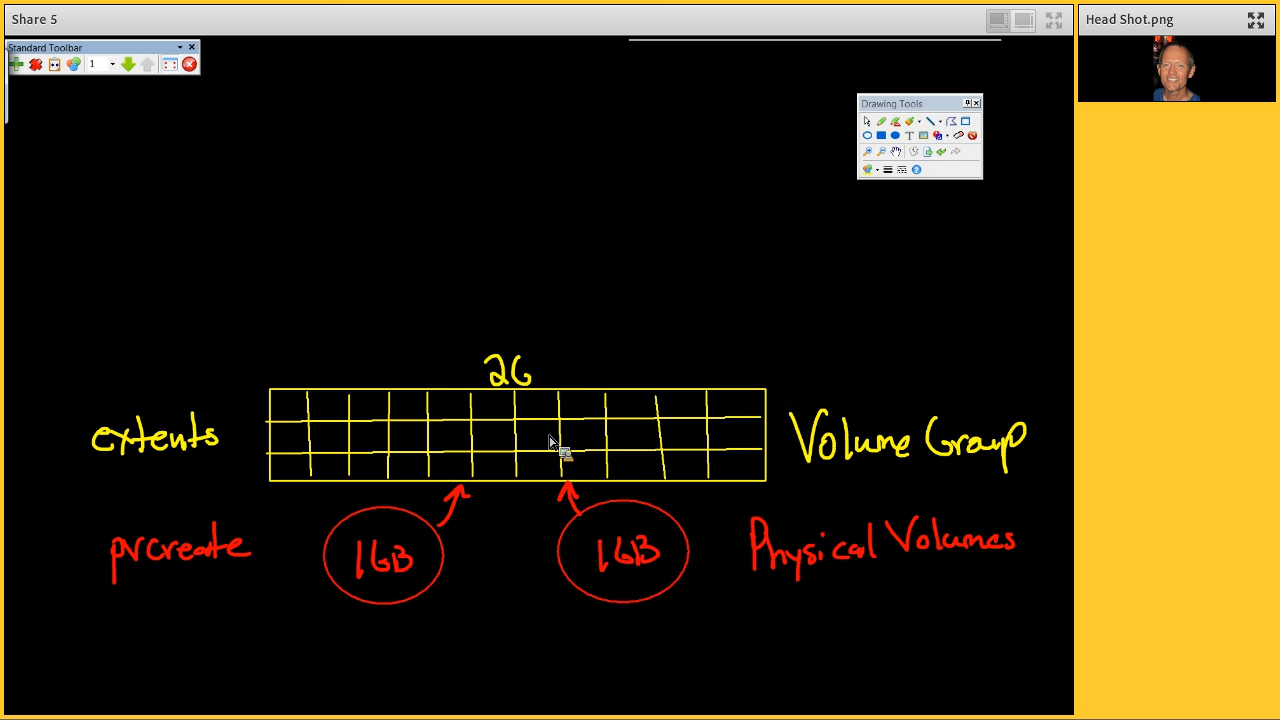 Share 5
Head Shot.png
Standard Toolbar
1
Drawing Tools
T
2G
extents
Volume Group
pvcreate
1GB
1GB
Physical Volumes